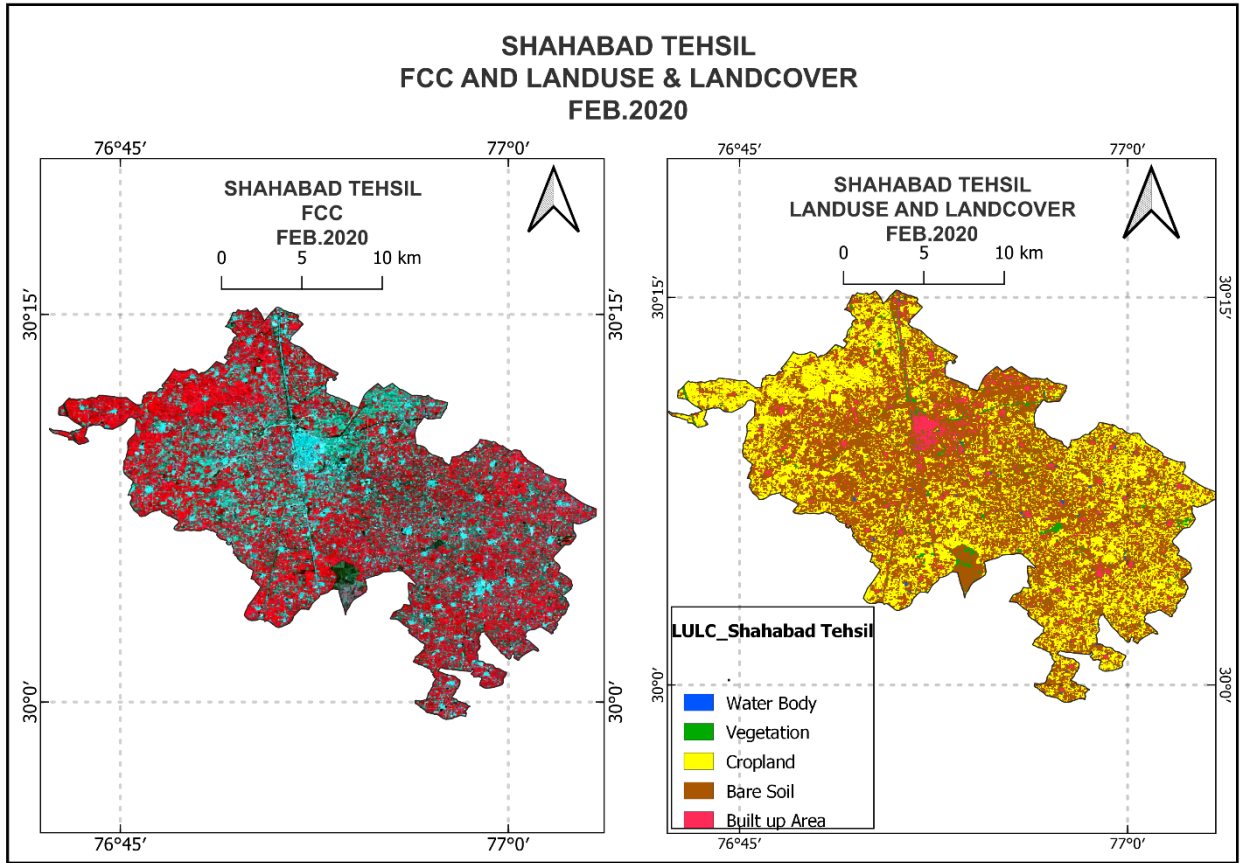 SHAHABAD TEHSIL
FCC AND LANDUSE & LANDCOVER
FEB.2020
76°45′
77°0′
SHAHABAD TEHSIL
FCC
FEB.2020
0
5
10 km
30°15′
30°15′
30°0′
30°0′
76°45′
77°0′
76°45′
77°0′
SHAHABAD TEHSIL
LANDUSE AND LANDCOVER
FEB.2020
0
5
10 km
30°15′
30°15′
30°0′
LULC_Shahabad Tehsil
.
Water Body
Vegetation
Cropland
Bare Soil
Built up Area
76°45′
77°0′